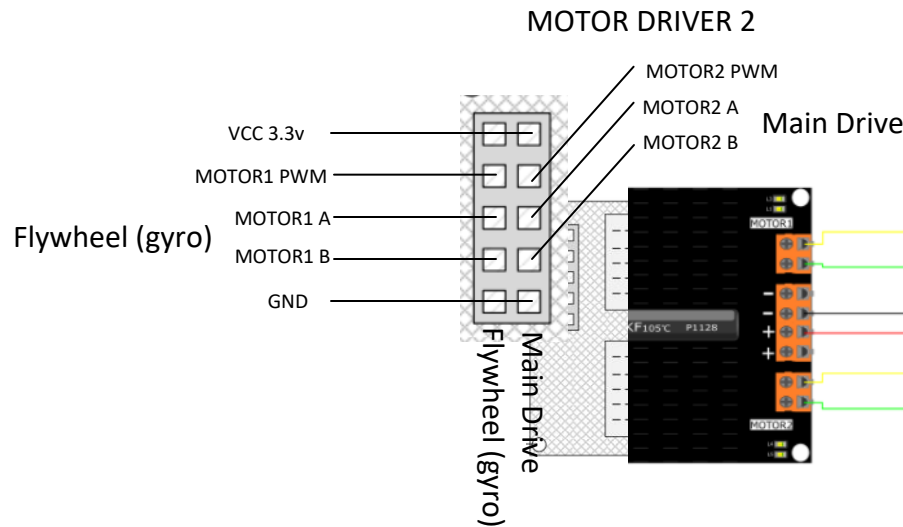 MOTOR DRIVER 2
MOTOR2 PWM
MOTOR2 A
MOTOR2 B
Main Drive
VCC 3.3v
MOTOR1 PWM
MOTOR1 A
MOTOR1 B
GND
Flywheel (gyro)
Flywheel (gyro)
Main Drive
MOTOR1
KF105℃ P1128
-
-
+
+
MOTOR2